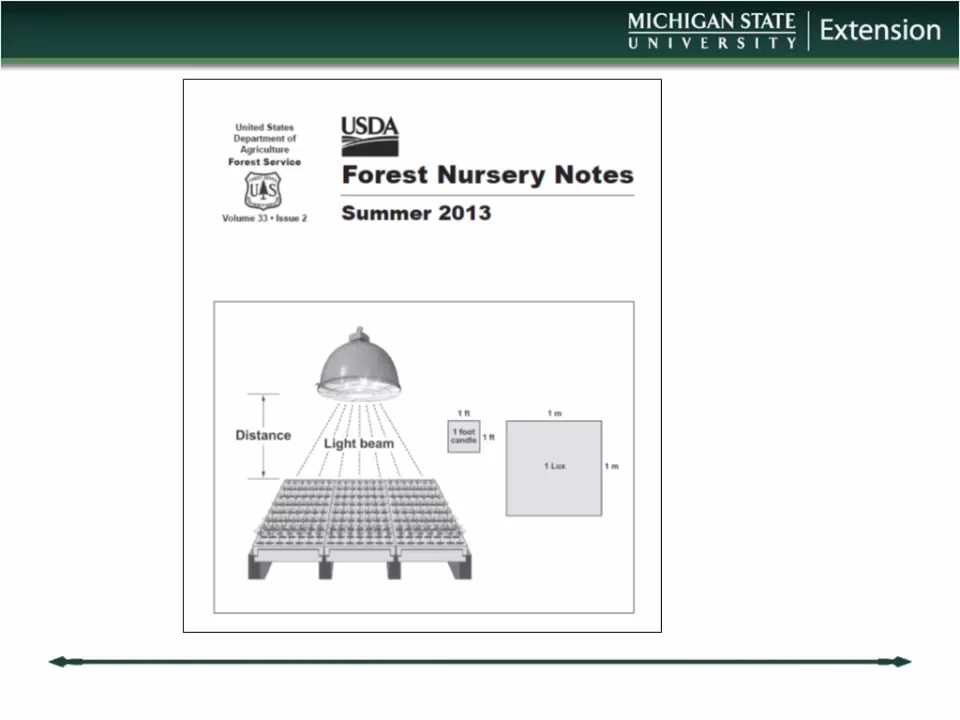 MICHIGAN STATE
UNIVERSITY
Extension
United States
Department of
Agriculture
Forest Service
U S
Volume 33 • Issue 2
USDA
Forest Nursery Notes
Summer 2013
Distance
Light beam
1 ft
1 foot
candle
1 ft
1 m
1 Lux
1 m